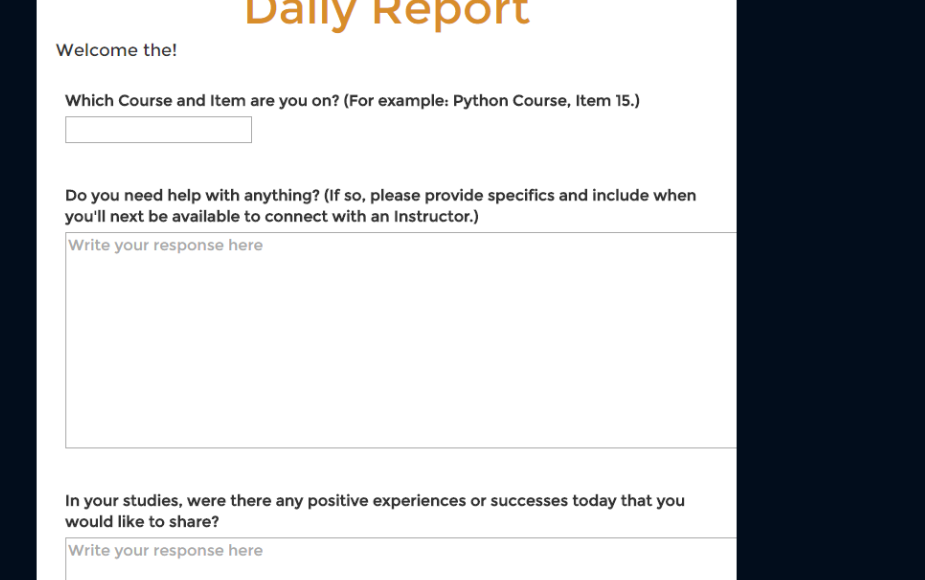 Daily Report
Welcome the!
Which Course and Item are you on? (For example: Python Course, Item 15.)
Do you need help with anything? (If so, please provide specifics and include when
you'll next be available to connect with an Instructor.)
Write your response here
In your studies, were there any positive experiences or successes today that you
would like to share?
Write your response here